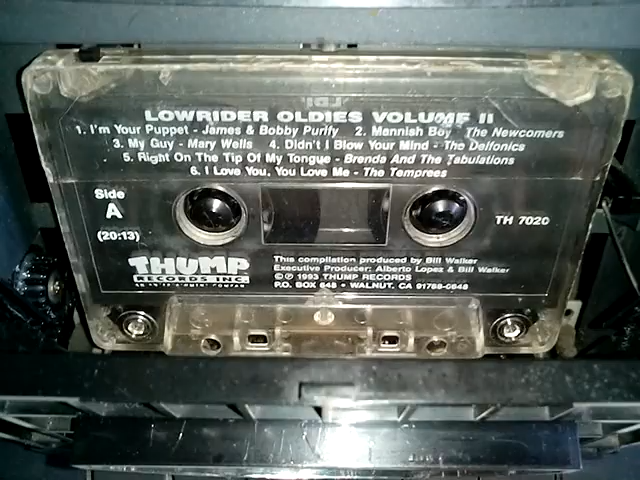 LOWRIDER OLDIES VOLUME II
1. I'm Your Puppet - James & Bobby Purify 2. Mannish Boy - The Newcomers
3. My Guy - Mary Wells 4. Didn't I Blow Your Mind - The Delfonics
5. Right On The Tip Of My Tongue - Brenda And The Tabulations
6. I Love You, You Love Me - The Temprees
Side
A
(20:13)
TH 7020
THUMP
RECORDS, INC.
This compilation produced by Bill Walker
Executive Producer: Alberto Lopez & Bill Walker
©℗ 1993 THUMP RECORDS
P.O. BOX 648 • WALNUT, CA 91788-0648